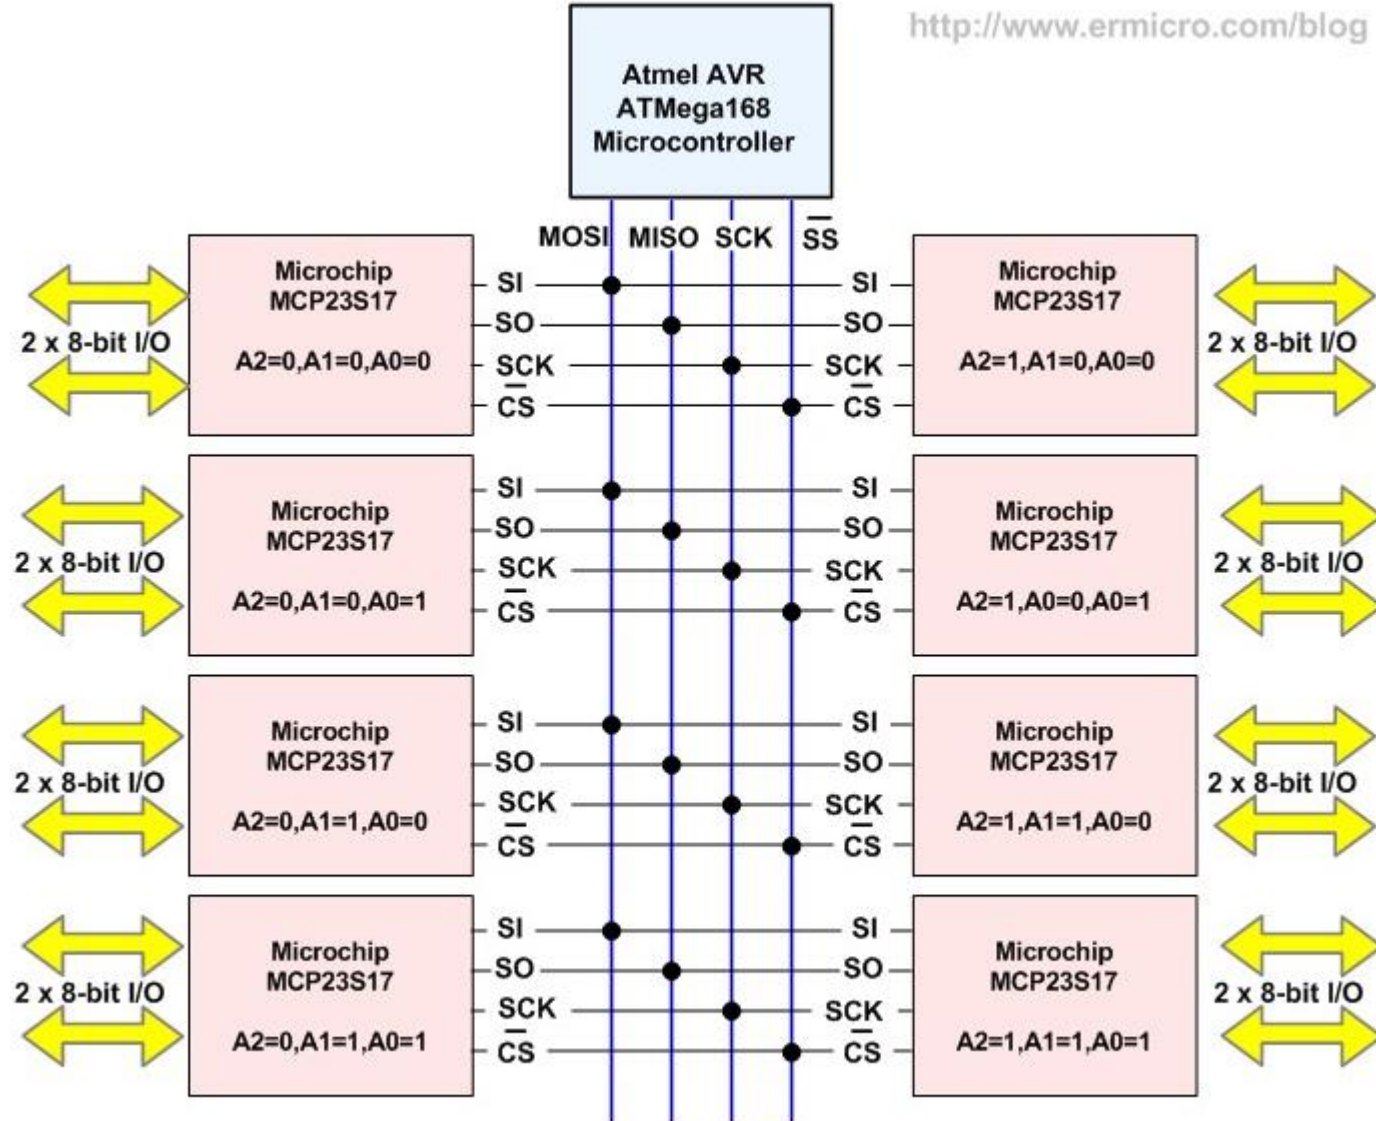 http://www.ermicro.com/blog
Atmel AVR
ATMega168
Microcontroller
MOSI MISO SCK SS
Microchip
MCP23S17
A2=0,A1=0,A0=0
2 x 8-bit I/O
SI
SO
SCK
CS
SI
SO
SCK
CS
Microchip
MCP23S17
A2=1,A1=0,A0=0
2 x 8-bit I/O
Microchip
MCP23S17
A2=0,A1=0,A0=1
2 x 8-bit I/O
SI
SO
SCK
CS
SI
SO
SCK
CS
Microchip
MCP23S17
A2=1,A0=0,A0=1
2 x 8-bit I/O
Microchip
MCP23S17
A2=0,A1=1,A0=0
2 x 8-bit I/O
SI
SO
SCK
CS
SI
SO
SCK
CS
Microchip
MCP23S17
A2=1,A1=1,A0=0
2 x 8-bit I/O
Microchip
MCP23S17
A2=0,A1=1,A0=1
2 x 8-bit I/O
SI
SO
SCK
CS
SI
SO
SCK
CS
Microchip
MCP23S17
A2=1,A1=1,A0=1
2 x 8-bit I/O